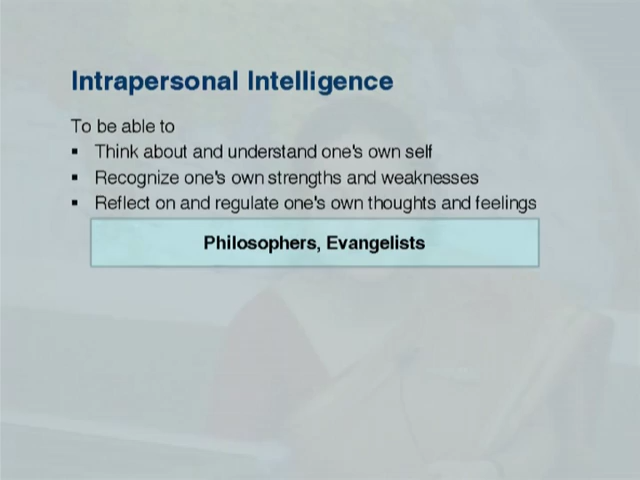 Intrapersonal Intelligence
To be able to
▪ Think about and understand one's own self
▪ Recognize one's own strengths and weaknesses
▪ Reflect on and regulate one's own thoughts and feelings
Philosophers, Evangelists